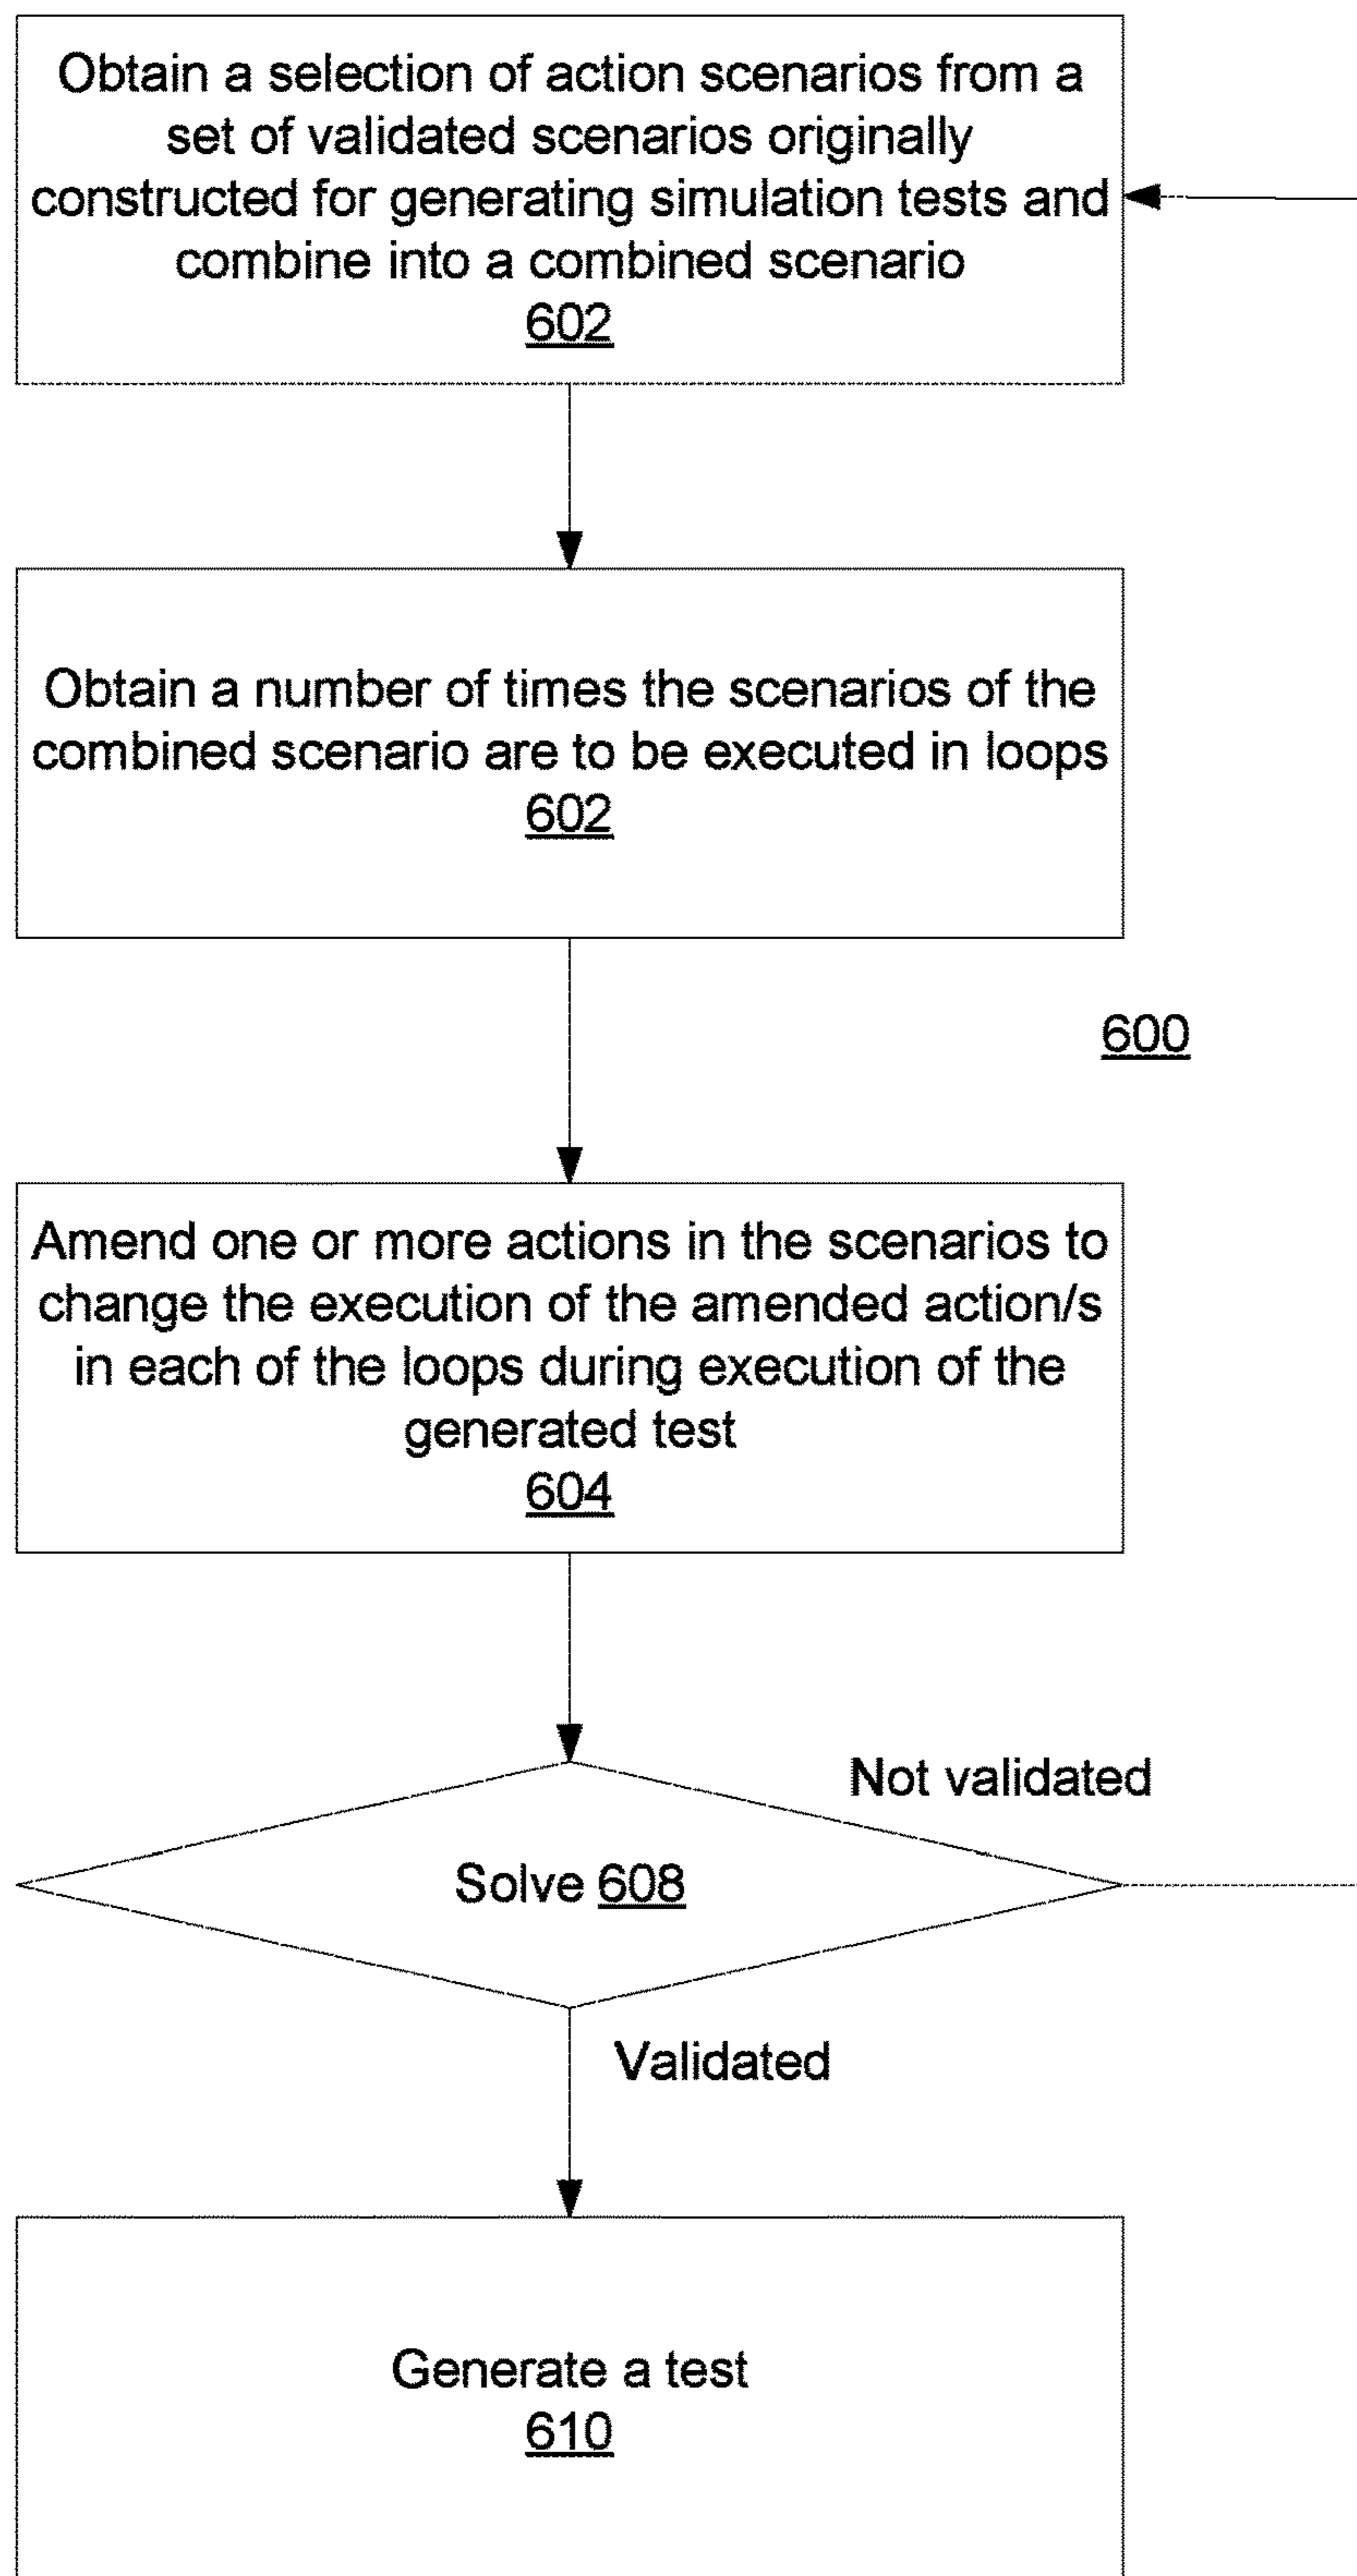 Obtain a selection of action scenarios from a
set of validated scenarios originally
constructed for generating simulation tests and
combine into a combined scenario
602
Obtain a number of times the scenarios of the
combined scenario are to be executed in loops
602
600
Amend one or more actions in the scenarios to
change the execution of the amended action/s
in each of the loops during execution of the
generated test
604
Not validated
Solve 608
Validated
Generate a test
610